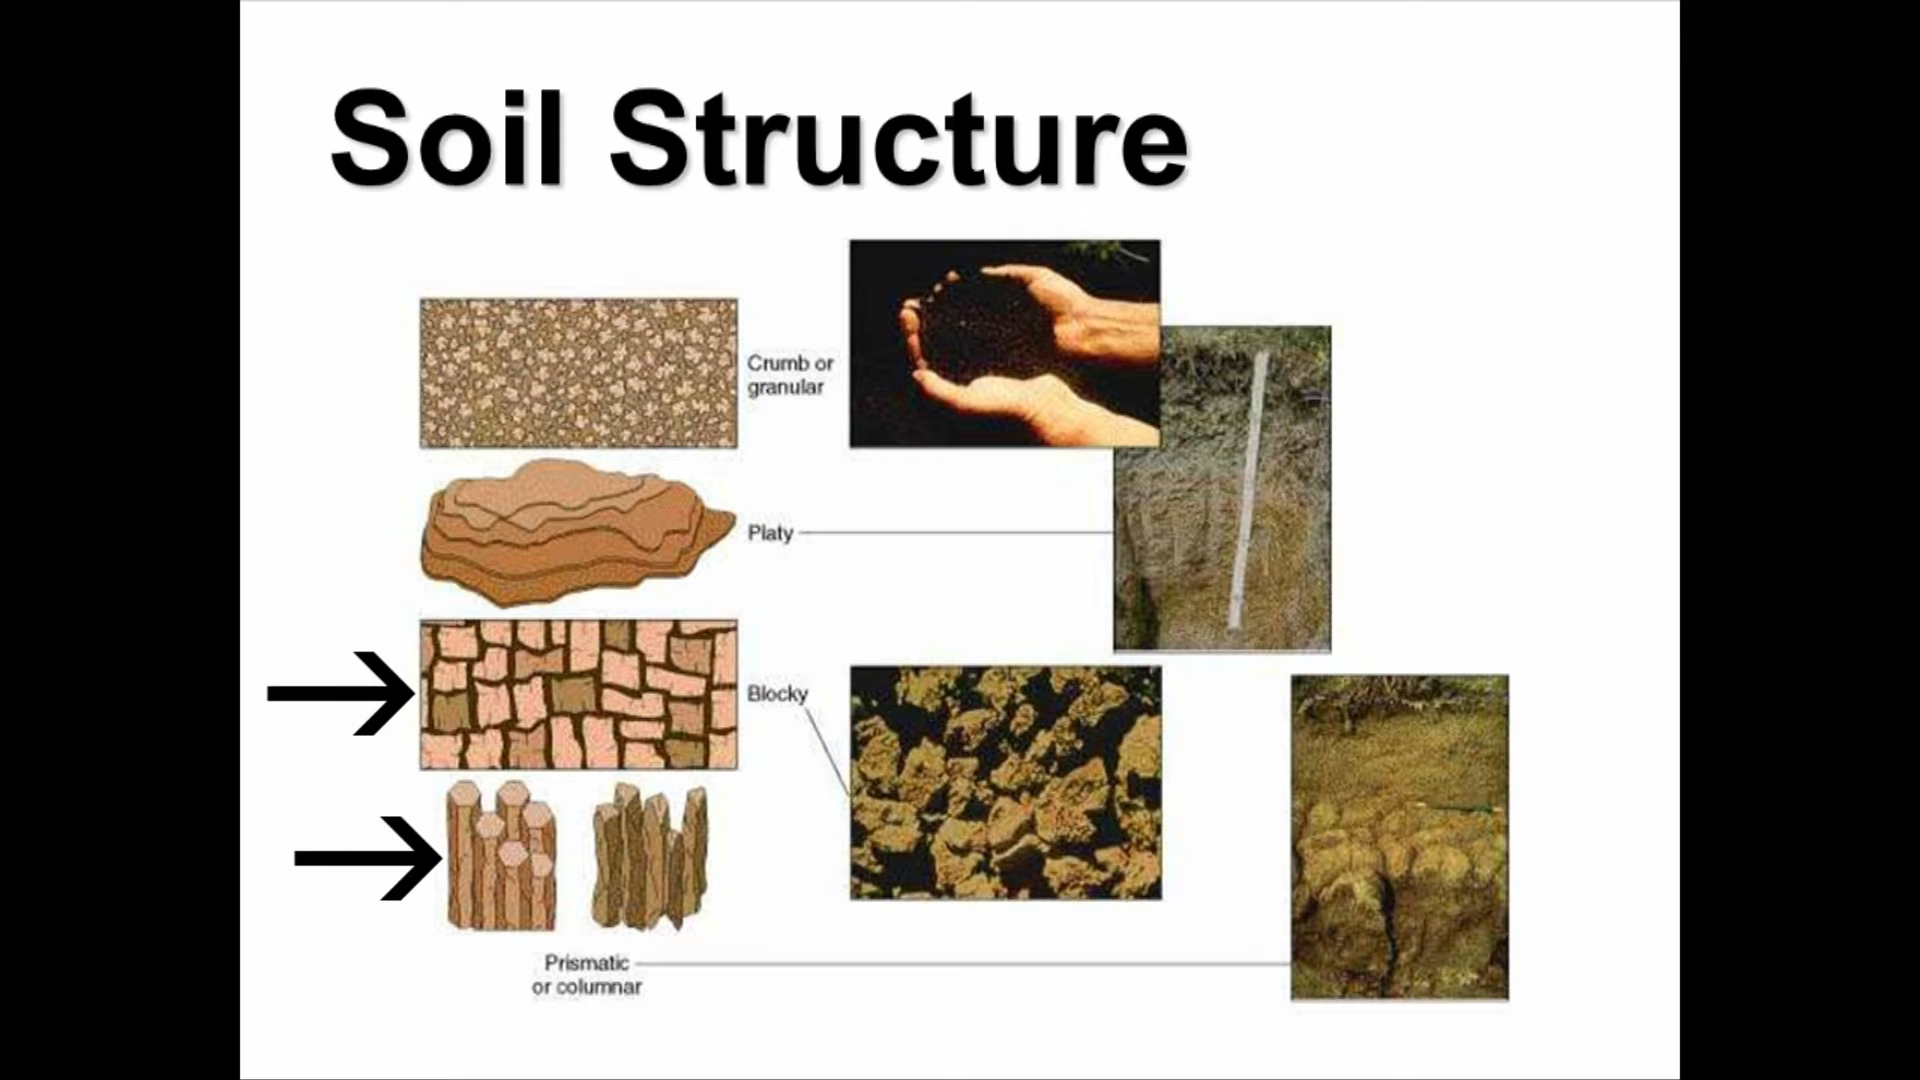 Soil Structure
Crumb or
granular
Platy
Blocky
Prismatic
or columnar